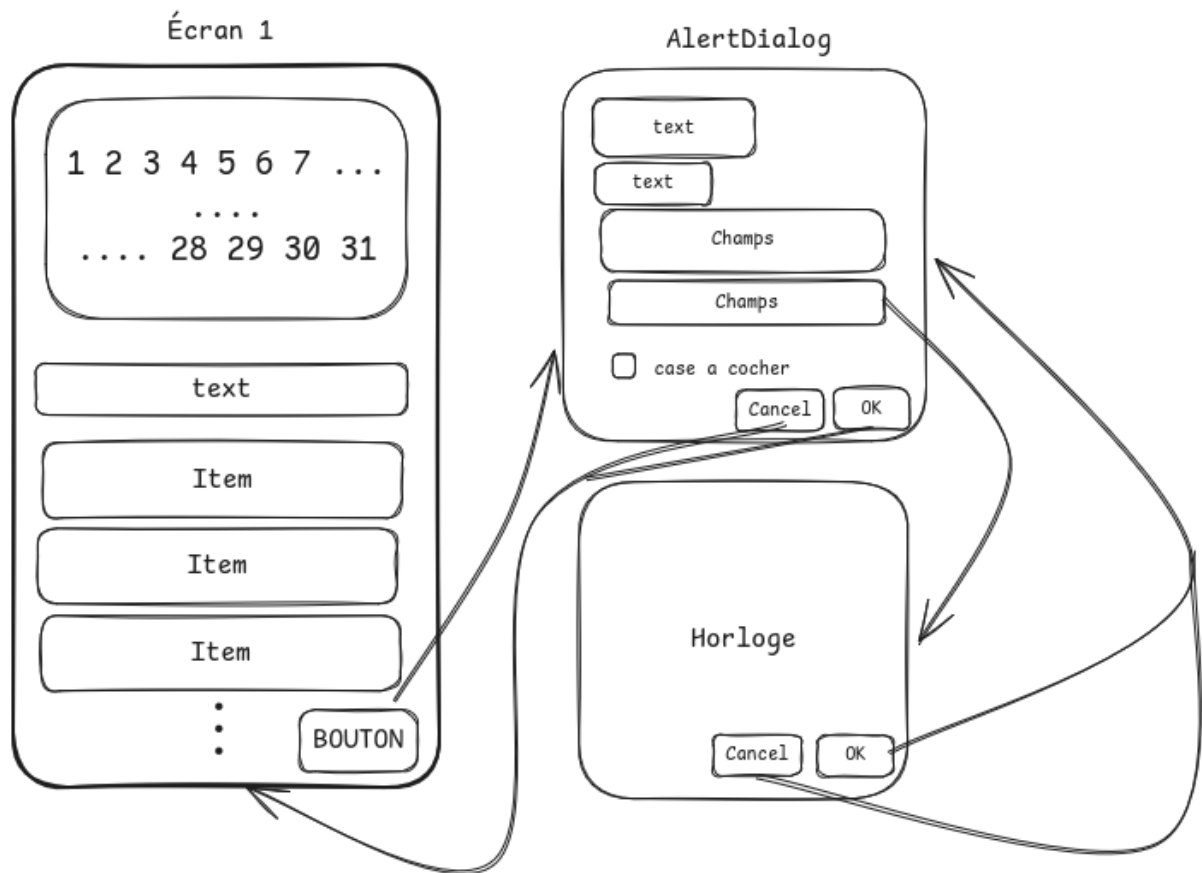 Écran 1
1 2 3 4 5 6 7 ...
....
.... 28 29 30 31
text
Item
Item
Item
BOUTON
AlertDialog
text
text
Champs
Champs
case a cocher
Cancel
OK
Horloge
Cancel
OK